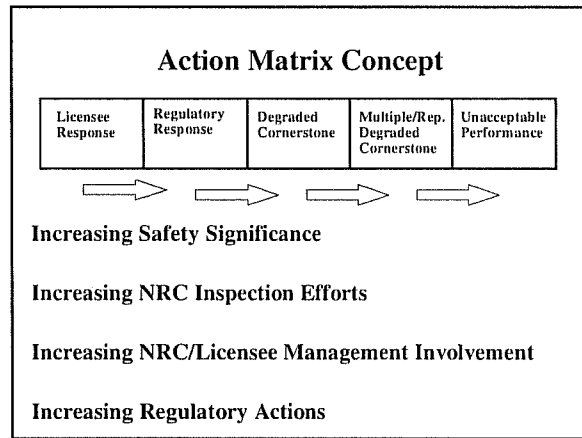 Action Matrix Concept
Licensee
Response
Regulatory
Response
Degraded
Cornerstone
Multiple/Rep.
Degraded
Cornerstone
Unacceptable
Performance
Increasing Safety Significance
Increasing NRC Inspection Efforts
Increasing NRC/Licensee Management Involvement
Increasing Regulatory Actions